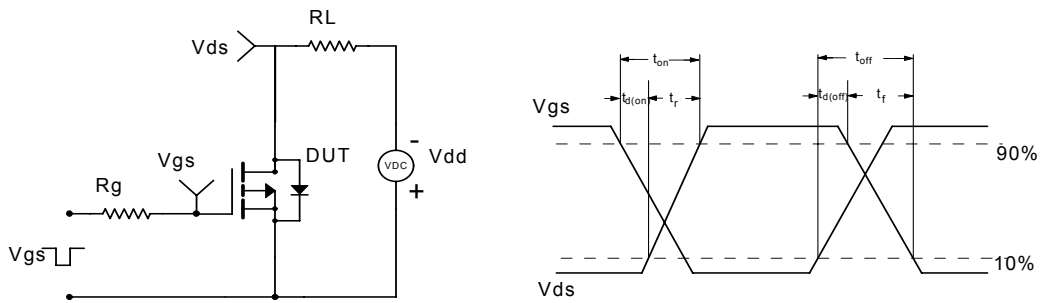 RL
Vds
Vgs
DUT
Rg
Vgs
VDC
-
+
Vdd
ton
toff
td(on)
tr
td(off)
tf
Vgs
90%
10%
Vds